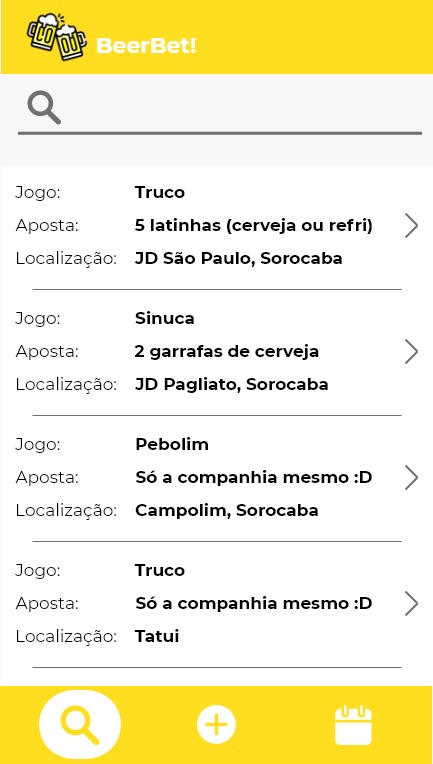 BeerBet!
Jogo: Truco
Aposta: 5 latinhas (cerveja ou refri)
Localização: JD São Paulo, Sorocaba
Jogo: Sinuca
Aposta: 2 garrafas de cerveja
Localização: JD Pagliato, Sorocaba
Jogo: Pebolim
Aposta: Só a companhia mesmo :D
Localização: Campolim, Sorocaba
Jogo: Truco
Aposta: Só a companhia mesmo :D
Localização: Tatui